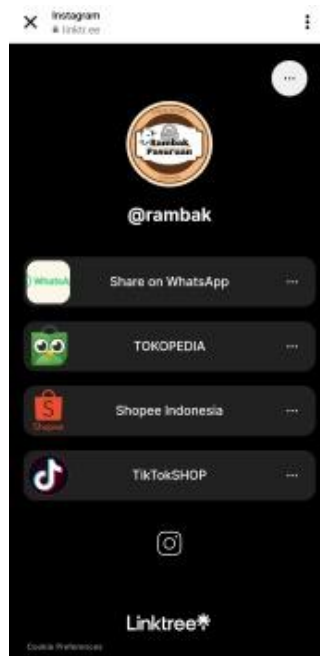 Instagram
linktr.ee
Rambak
Pasuruan
@rambak
Share on WhatsApp
TOKOPEDIA
Shopee Indonesia
Shopee
TikTokSHOP
Linktree
Cookie Preferences